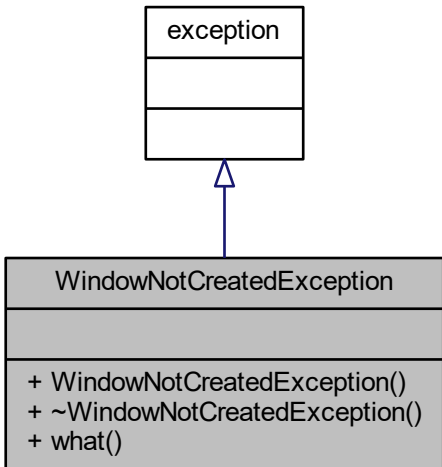 exception
WindowNotCreatedException
+ WindowNotCreatedException()
+ ~WindowNotCreatedException()
+ what()